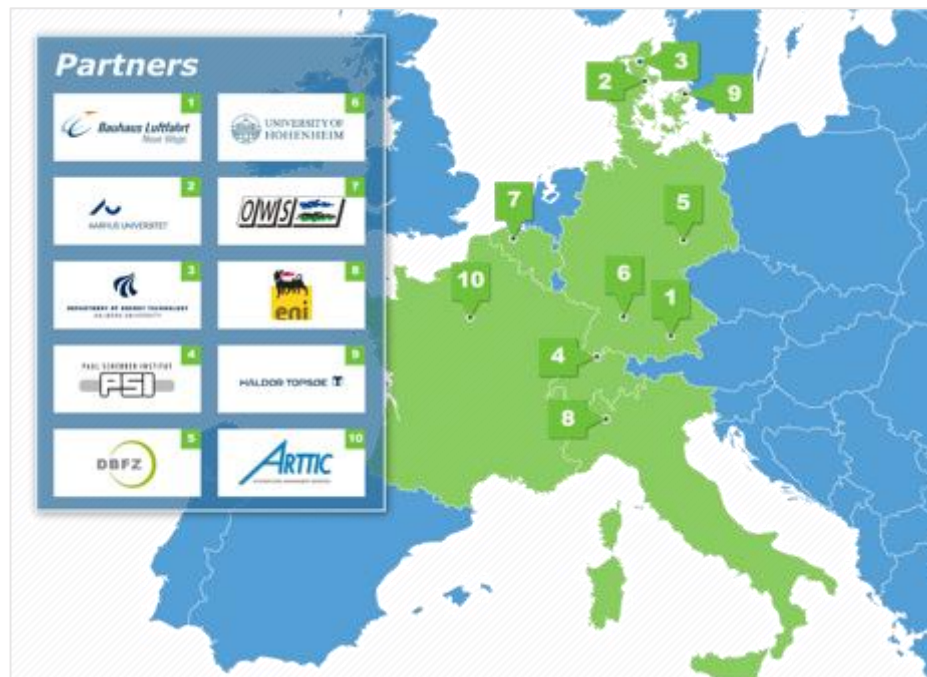 Partners
1
Bauhaus Luftfahrt
Neue Wege.
6
UNIVERSITY OF
HOHENHEIM
2
AARHUS UNIVERSITET
7
OWS
3
DEPARTMENT OF ENERGY TECHNOLOGY
AALBORG UNIVERSITY
8
eni
4
PAUL SCHERRER INSTITUT
PSI
9
HALDOR TOPSØE
5
DBFZ
10
ARTTIC
3
2
9
7
5
10
6
1
4
8